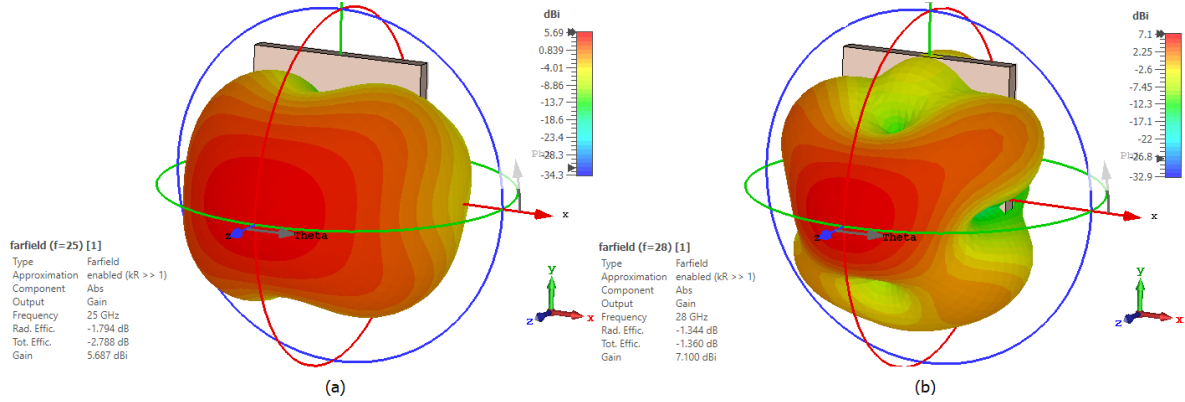 dBi
5.69
0.839
-4.01
-8.86
-13.7
-18.6
-23.4
-28.3
-34.3
x
z
Theta
farfield (f=25) [1]
Type Farfield
Approximation enabled (kR >> 1)
Component Abs
Output Gain
Frequency 25 GHz
Rad. Effic. -1.794 dB
Tot. Effic. -2.788 dB
Gain 5.687 dBi
y
z
x
(a)
dBi
7.1
2.25
-2.6
-7.45
-12.3
-17.1
-22
-26.8
-32.9
x
z
Theta
farfield (f=28) [1]
Type Farfield
Approximation enabled (kR >> 1)
Component Abs
Output Gain
Frequency 28 GHz
Rad. Effic. -1.344 dB
Tot. Effic. -1.360 dB
Gain 7.100 dBi
y
z
x
(b)